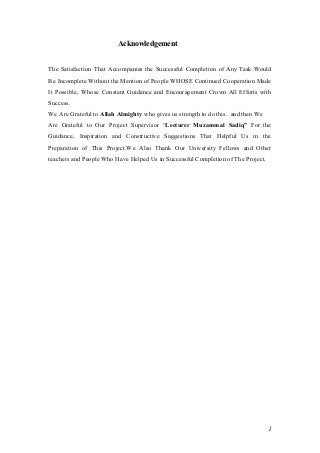 Acknowledgement
The Satisfaction That Accompanies the Successful Completion of Any Task Would
Be Incomplete Without the Mention of People WHOSE Continued Cooperation Made
It Possible, Whose Constant Guidance and Encouragement Crown All Efforts with
Success.
We Are Grateful to Allah Almighty who gives us strength to do this. and then We
Are Grateful to Our Project Supervisor “Lecturer Muzammal Sadiq” For the
Guidance, Inspiration and Constructive Suggestions That Helpful Us in the
Preparation of This Project.We Also Thank Our University Fellows and Other
teachers and People Who Have Helped Us in Successful Completion of The Project.
i